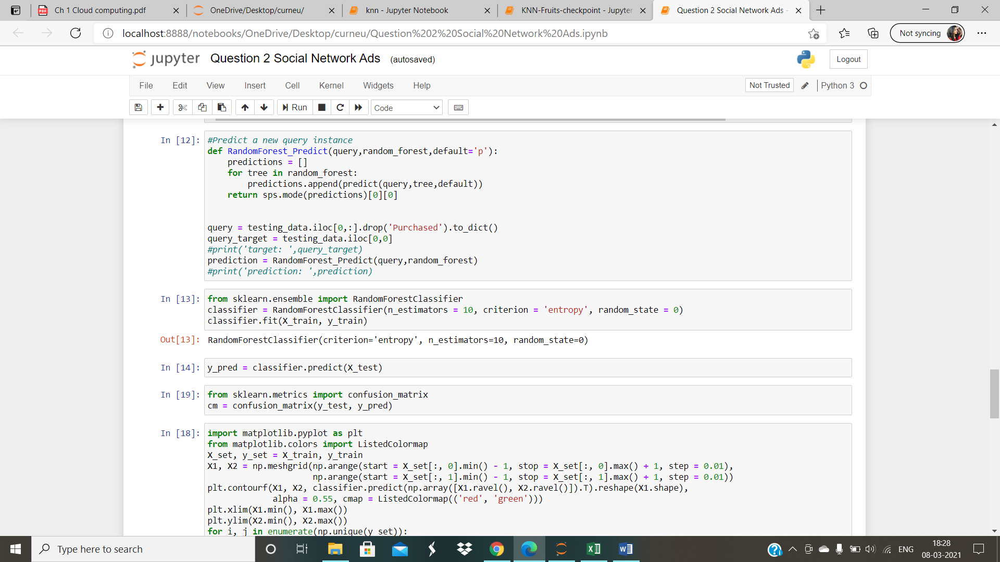 Ch 1 Cloud computing.pdf
OneDrive/Desktop/curneu/
knn - Jupyter Notebook
KNN-Fruits-checkpoint - Jupyter
Question 2 Social Network Ads -
localhost:8888/notebooks/OneDrive/Desktop/curneu/Question%202%20Social%20Network%20Ads.ipynb
Not syncing
jupyter Question 2 Social Network Ads (autosaved)
Logout
File Edit View Insert Cell Kernel Widgets Help
Not Trusted
Python 3
Run
Code
In [12]: #Predict a new query instance
def RandomForest_Predict(query,random_forest,default='p'):
    predictions = []
    for tree in random_forest:
        predictions.append(predict(query,tree,default))
    return sps.mode(predictions)[0][0]
query = testing_data.iloc[0,:].drop('Purchased').to_dict()
query_target = testing_data.iloc[0,0]
#print('target: ',query_target)
prediction = RandomForest_Predict(query,random_forest)
#print('prediction: ',prediction)
In [13]: from sklearn.ensemble import RandomForestClassifier
classifier = RandomForestClassifier(n_estimators = 10, criterion = 'entropy', random_state = 0)
classifier.fit(X_train, y_train)
Out[13]: RandomForestClassifier(criterion='entropy', n_estimators=10, random_state=0)
In [14]: y_pred = classifier.predict(X_test)
In [19]: from sklearn.metrics import confusion_matrix
cm = confusion_matrix(y_test, y_pred)
In [18]: import matplotlib.pyplot as plt
from matplotlib.colors import ListedColormap
X_set, y_set = X_train, y_train
X1, X2 = np.meshgrid(np.arange(start = X_set[:, 0].min() - 1, stop = X_set[:, 0].max() + 1, step = 0.01),
                     np.arange(start = X_set[:, 1].min() - 1, stop = X_set[:, 1].max() + 1, step = 0.01))
plt.contourf(X1, X2, classifier.predict(np.array([X1.ravel(), X2.ravel()]).T).reshape(X1.shape),
             alpha = 0.55, cmap = ListedColormap(('red', 'green')))
plt.xlim(X1.min(), X1.max())
plt.ylim(X2.min(), X2.max())
for i, j in enumerate(np.unique(y_set)):
Type here to search
ENG
18:28
08-03-2021